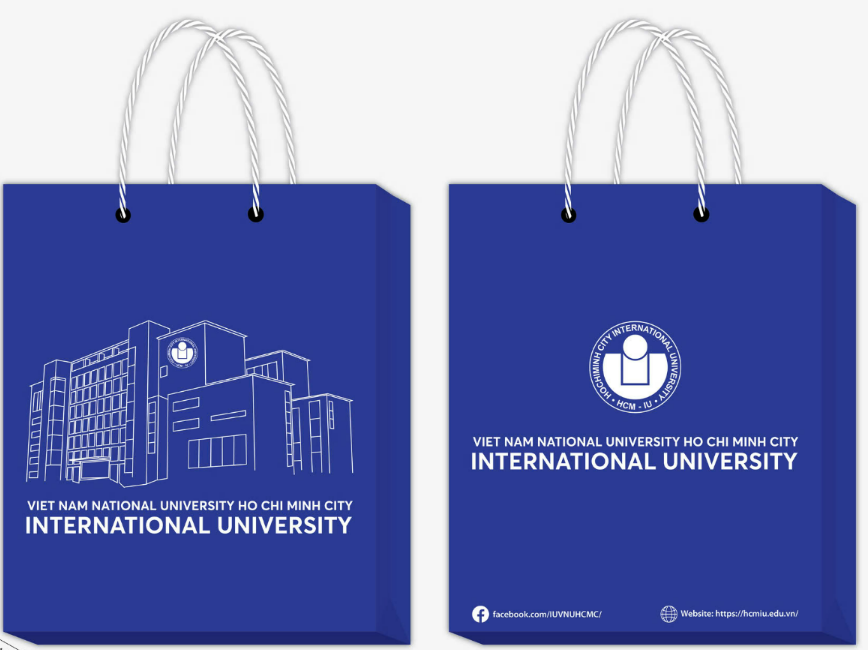 VIET NAM NATIONAL UNIVERSITY HO CHI MINH CITY
INTERNATIONAL UNIVERSITY
HOCHIMINH CITY INTERNATIONAL UNIVERSITY
• HCM - IU •
VIET NAM NATIONAL UNIVERSITY HO CHI MINH CITY
INTERNATIONAL UNIVERSITY
facebook.com/IUVNUHCMC/
Website: https://hcmiu.edu.vn/